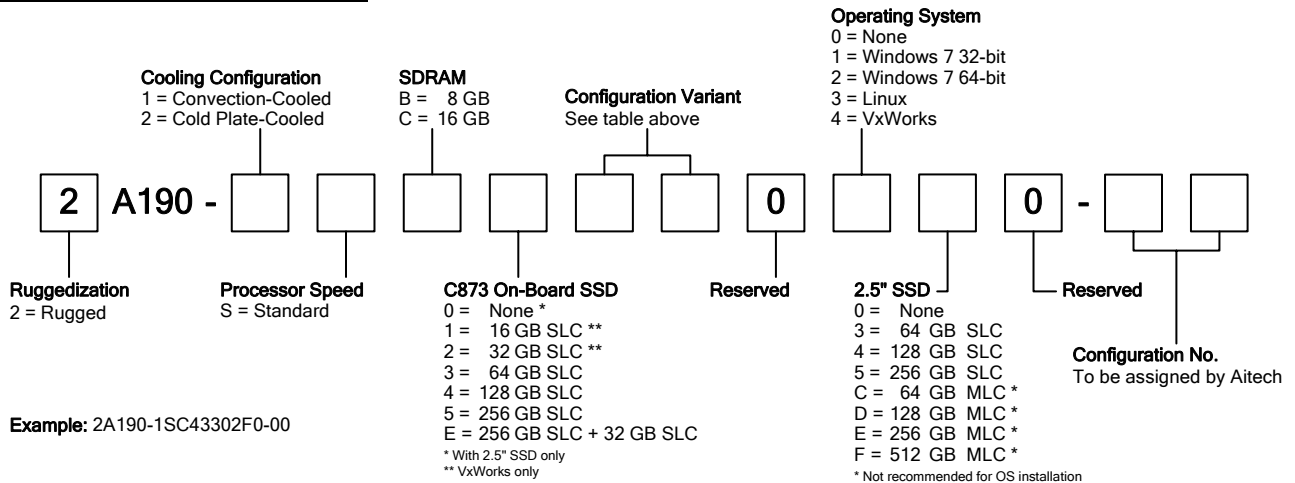 Operating System
0 = None
1 = Windows 7 32-bit
2 = Windows 7 64-bit
3 = Linux
4 = VxWorks
Cooling Configuration
1 = Convection-Cooled
2 = Cold Plate-Cooled
SDRAM
B = 8 GB
C = 16 GB
Configuration Variant
See table above
2 A190 - 0 0 -
Ruggedization
2 = Rugged
Processor Speed
S = Standard
C873 On-Board SSD
0 = None *
1 = 16 GB SLC **
2 = 32 GB SLC **
3 = 64 GB SLC
4 = 128 GB SLC
5 = 256 GB SLC
E = 256 GB SLC + 32 GB SLC
* With 2.5" SSD only
** VxWorks only
Reserved
2.5" SSD
0 = None
3 = 64 GB SLC
4 = 128 GB SLC
5 = 256 GB SLC
C = 64 GB MLC *
D = 128 GB MLC *
E = 256 GB MLC *
F = 512 GB MLC *
* Not recommended for OS installation
Reserved
Configuration No.
To be assigned by Aitech
Example: 2A190-1SC43302F0-00